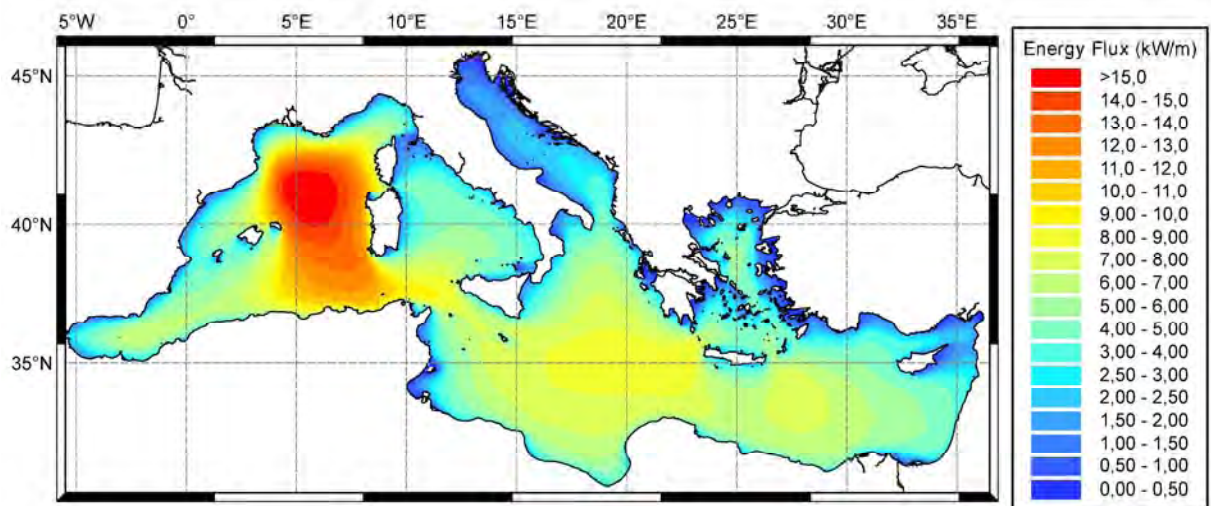 5°W 0° 5°E 10°E 15°E 20°E 25°E 30°E 35°E
45°N
40°N
35°N
Energy Flux (kW/m)
>15,0
14,0 - 15,0
13,0 - 14,0
12,0 - 13,0
11,0 - 12,0
10,0 - 11,0
9,00 - 10,0
8,00 - 9,00
7,00 - 8,00
6,00 - 7,00
5,00 - 6,00
4,00 - 5,00
3,00 - 4,00
2,50 - 3,00
2,00 - 2,50
1,50 - 2,00
1,00 - 1,50
0,50 - 1,00
0,00 - 0,50